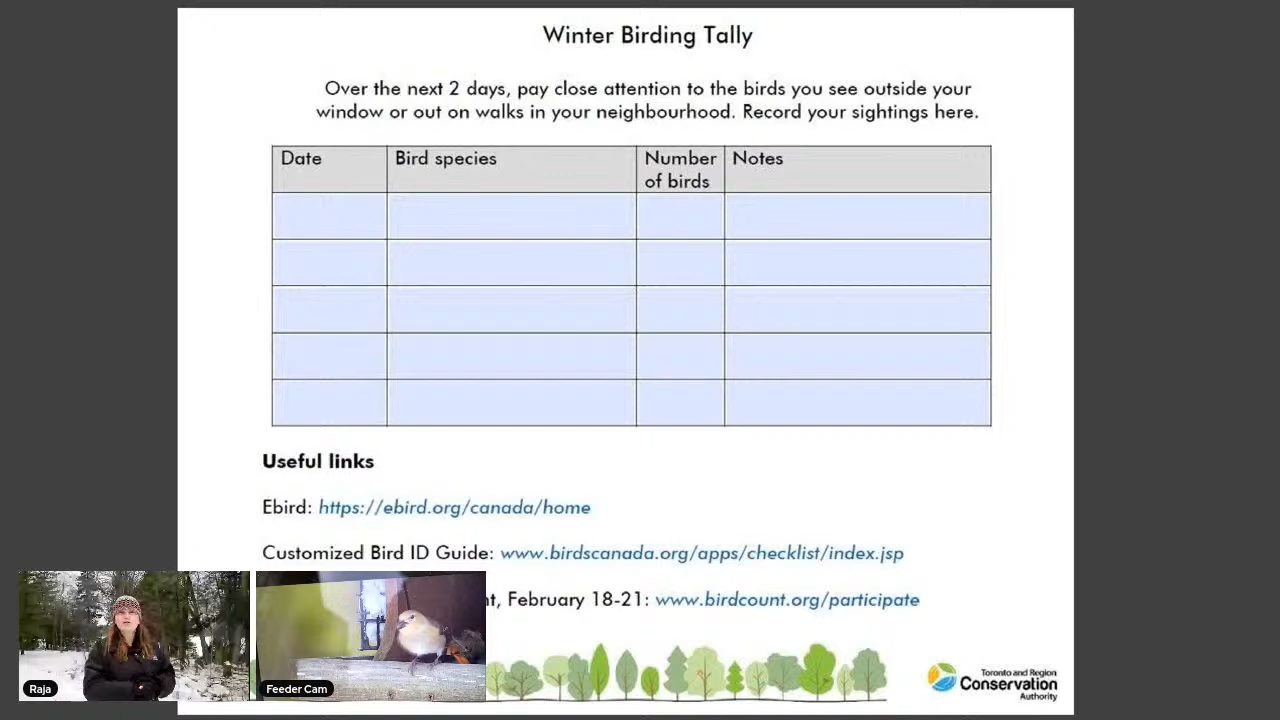 Winter Birding Tally
Over the next 2 days, pay close attention to the birds you see outside your
window or out on walks in your neighbourhood. Record your sightings here.
Date Bird species Number of birds Notes
Useful links
Ebird: https://ebird.org/canada/home
Customized Bird ID Guide: www.birdscanada.org/apps/checklist/index.jsp
February 18-21: www.birdcount.org/participate
Raja
Feeder Cam
Toronto and Region
Conservation
Authority